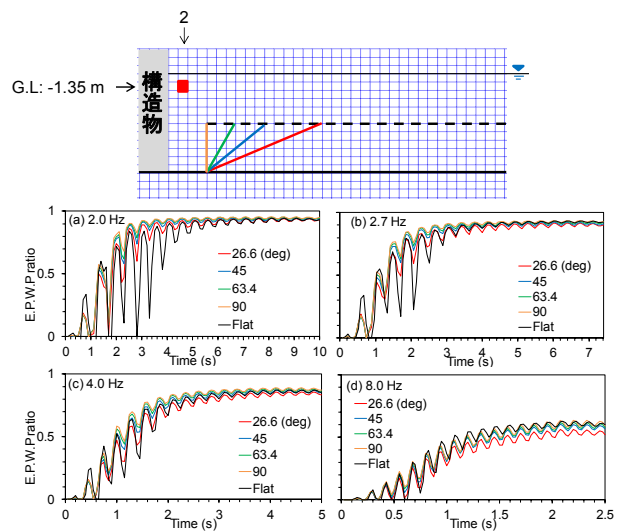 2
G.L: -1.35 m
構造物
(a) 2.0 Hz
1
0.5
0
E.P.W.P.ratio
26.6 (deg)
45
63.4
90
Flat
0 1 2 3 4 5 6 7 8 9 10
Time (s)
(b) 2.7 Hz
26.6 (deg)
45
63.4
90
Flat
0 1 2 3 4 5 6 7
Time (s)
(c) 4.0 Hz
1
0.5
0
E.P.W.P.ratio
26.6 (deg)
45
63.4
90
Flat
0 1 2 3 4 5
Time (s)
(d) 8.0 Hz
26.6 (deg)
45
63.4
90
Flat
0 0.5 1 1.5 2 2.5
Time (s)